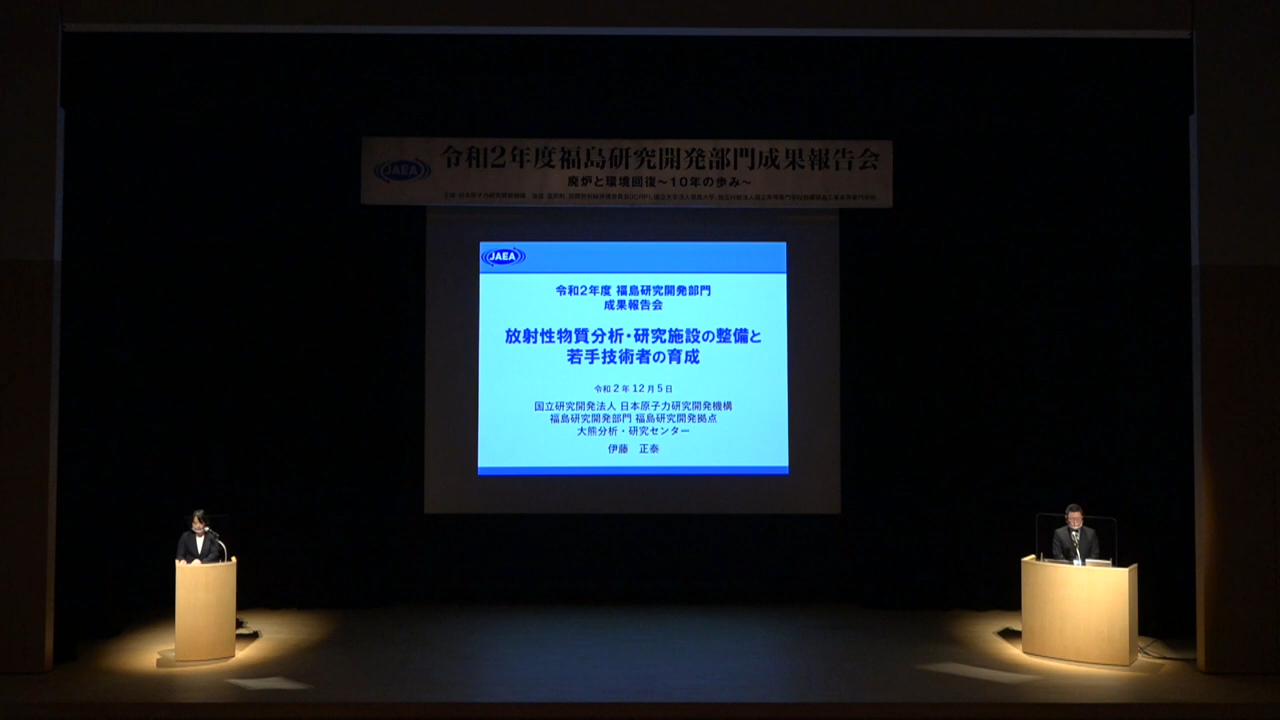 JAEA
令和2年度福島研究開発部門成果報告会
廃炉と環境回復~10年の歩み~
JAEA
令和2年度 福島研究開発部門
成果報告会
放射性物質分析・研究施設の整備と
若手技術者の育成
令和2年12月5日
国立研究開発法人 日本原子力研究開発機構
福島研究開発部門 福島研究開発拠点
大熊分析・研究センター
伊藤 正泰